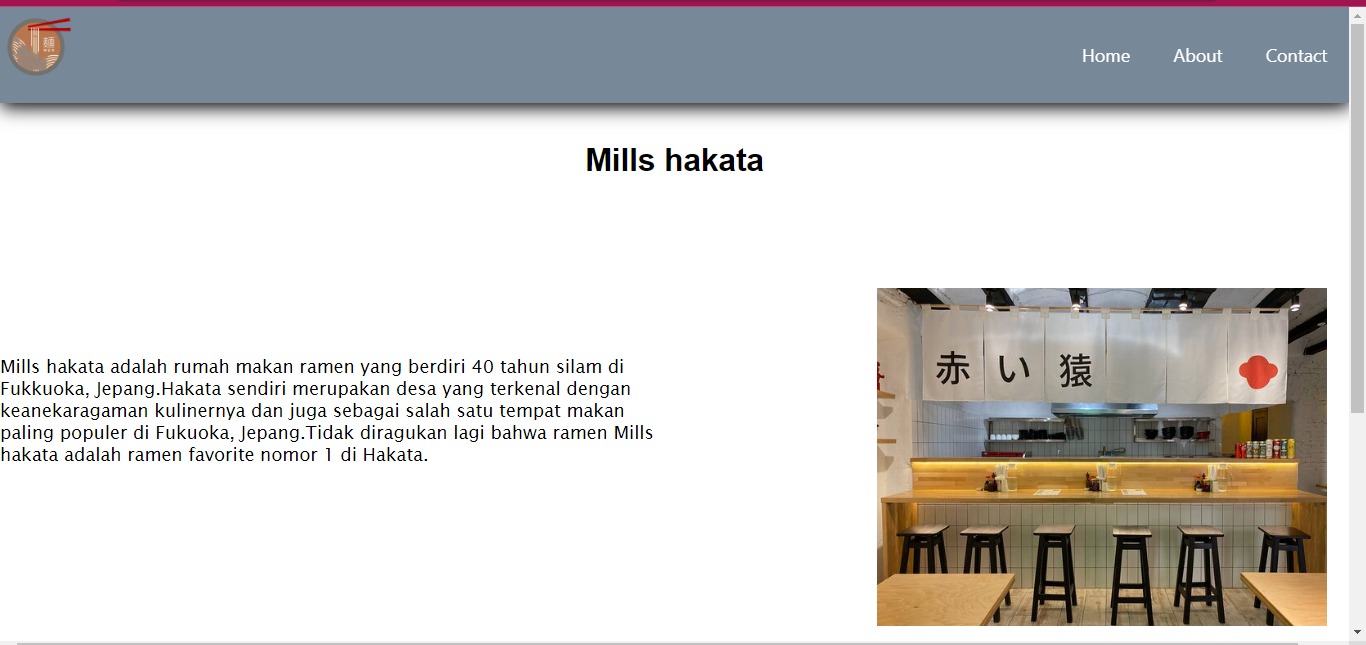 麺
Home
About
Contact
Mills hakata
Mills hakata adalah rumah makan ramen yang berdiri 40 tahun silam di
Fukkuoka, Jepang.Hakata sendiri merupakan desa yang terkenal dengan
keanekaragaman kulinernya dan juga sebagai salah satu tempat makan
paling populer di Fukuoka, Jepang.Tidak diragukan lagi bahwa ramen Mills
hakata adalah ramen favorite nomor 1 di Hakata.
赤い猿